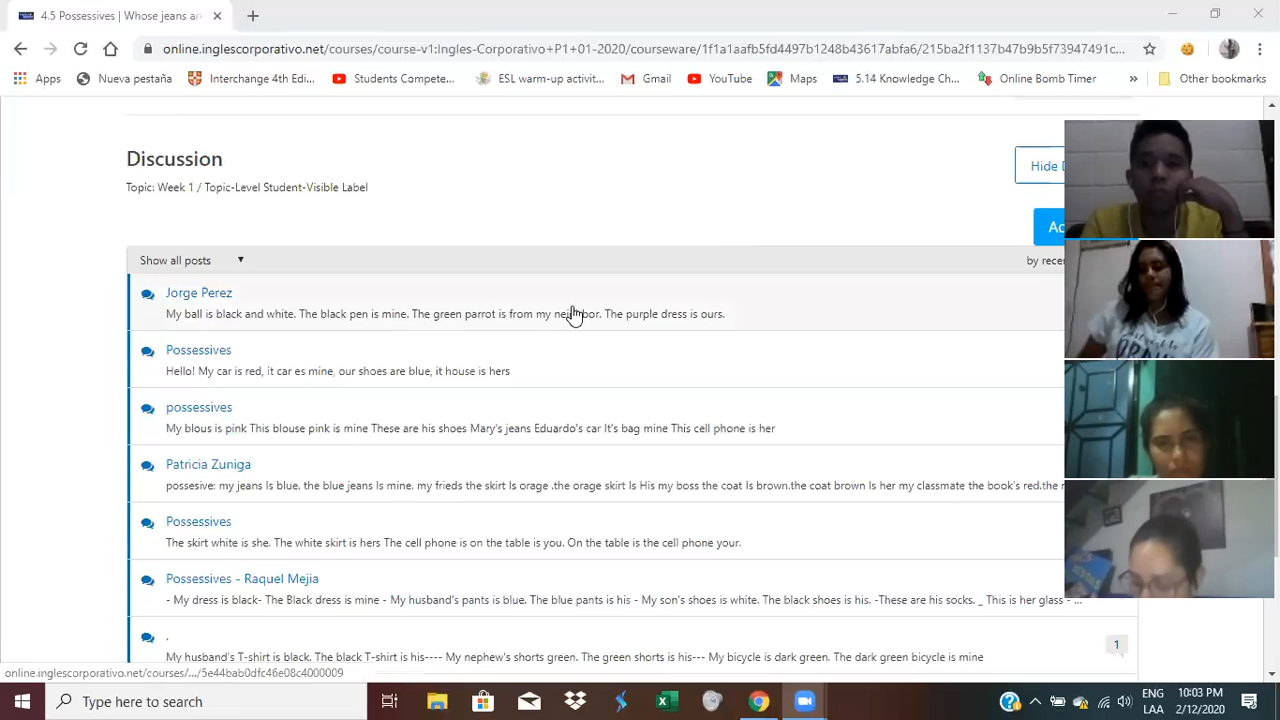 4.5 Possessives | Whose jeans ar
online.inglescorporativo.net/courses/course-v1:Ingles-Corporativo+P1+01-2020/courseware/1f1a1aafb5fd4497b1248b43617abfa6/215ba2f1137b47b9b5f73947491c...
Apps Nueva pestaña Interchange 4th Edi... Students Compete... ESL warm-up activit... Gmail YouTube Maps 5.14 Knowledge Ch... Online Bomb Timer » Other bookmarks
Discussion
Hide
Topic: Week 1 / Topic-Level Student-Visible Label
Show all posts
by recen
Jorge Perez
My ball is black and white. The black pen is mine. The green parrot is from my neighbor. The purple dress is ours.
Possessives
Hello! My car is red, it car es mine, our shoes are blue, it house is hers
possessives
My blous is pink This blouse pink is mine These are his shoes Mary's jeans Eduardo's car It's bag mine This cell phone is her
Patricia Zuniga
possesive: my jeans Is blue. the blue jeans Is mine. my frieds the skirt Is orage .the orage skirt Is His my boss the coat Is brown.the coat brown Is her my classmate the book's red.the
Possessives
The skirt white is she. The white skirt is hers The cell phone is on the table is you. On the table is the cell phone your.
Possessives - Raquel Mejia
- My dress is black- The Black dress is mine - My husband's pants is blue. The blue pants is his - My son's shoes is white. The black shoes is his. -These are his socks. _ This is her glass - ...
.
1
My husband's T-shirt is black. The black T-shirt is his---- My nephew's shorts green. The green shorts is his--- My bicycle is dark green. The dark green bicycle is mine
online.inglescorporativo.net/courses/.../5e44bab0dfc46e08c4000009
Type here to search
ENG
10:03 PM
LAA
2/12/2020